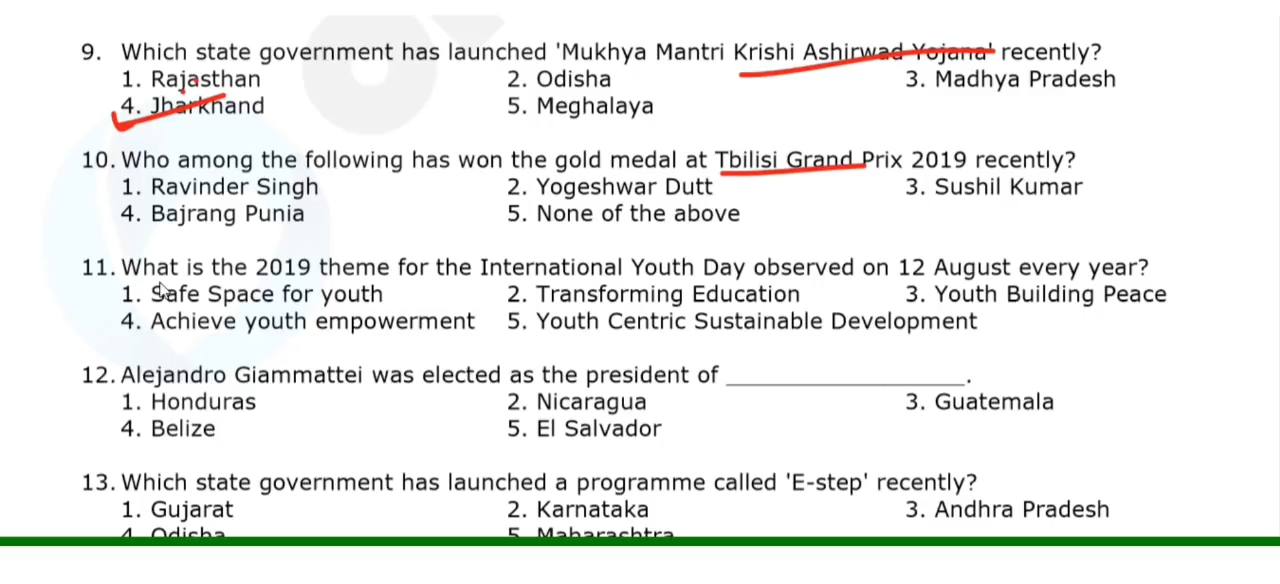 9. Which state government has launched 'Mukhya Mantri Krishi Ashirwad Yojana' recently?
1. Rajasthan 2. Odisha 3. Madhya Pradesh
4. Jharkhand 5. Meghalaya
10. Who among the following has won the gold medal at Tbilisi Grand Prix 2019 recently?
1. Ravinder Singh 2. Yogeshwar Dutt 3. Sushil Kumar
4. Bajrang Punia 5. None of the above
11. What is the 2019 theme for the International Youth Day observed on 12 August every year?
1. Safe Space for youth 2. Transforming Education 3. Youth Building Peace
4. Achieve youth empowerment 5. Youth Centric Sustainable Development
12. Alejandro Giammattei was elected as the president of ____________________.
1. Honduras 2. Nicaragua 3. Guatemala
4. Belize 5. El Salvador
13. Which state government has launched a programme called 'E-step' recently?
1. Gujarat 2. Karnataka 3. Andhra Pradesh
4. Odisha 5. Maharashtra